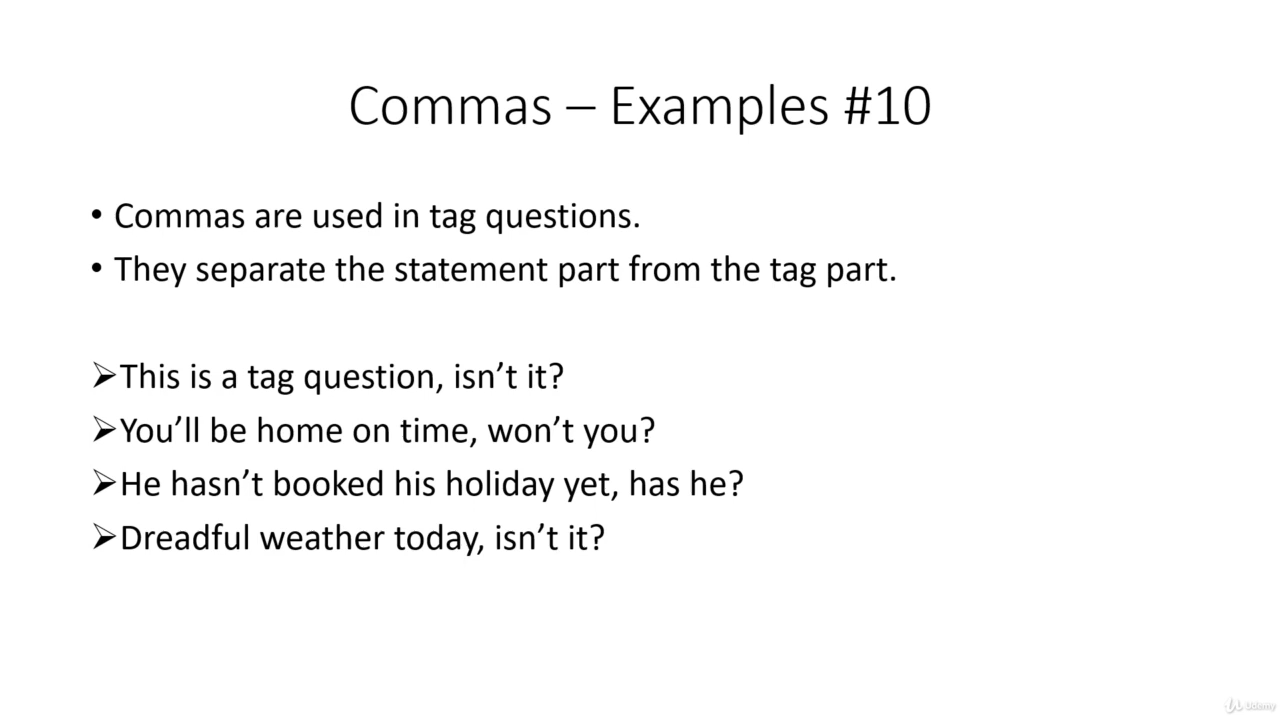 Commas – Examples #10
• Commas are used in tag questions.
• They separate the statement part from the tag part.
➢This is a tag question, isn’t it?
➢You’ll be home on time, won’t you?
➢He hasn’t booked his holiday yet, has he?
➢Dreadful weather today, isn’t it?
Udemy